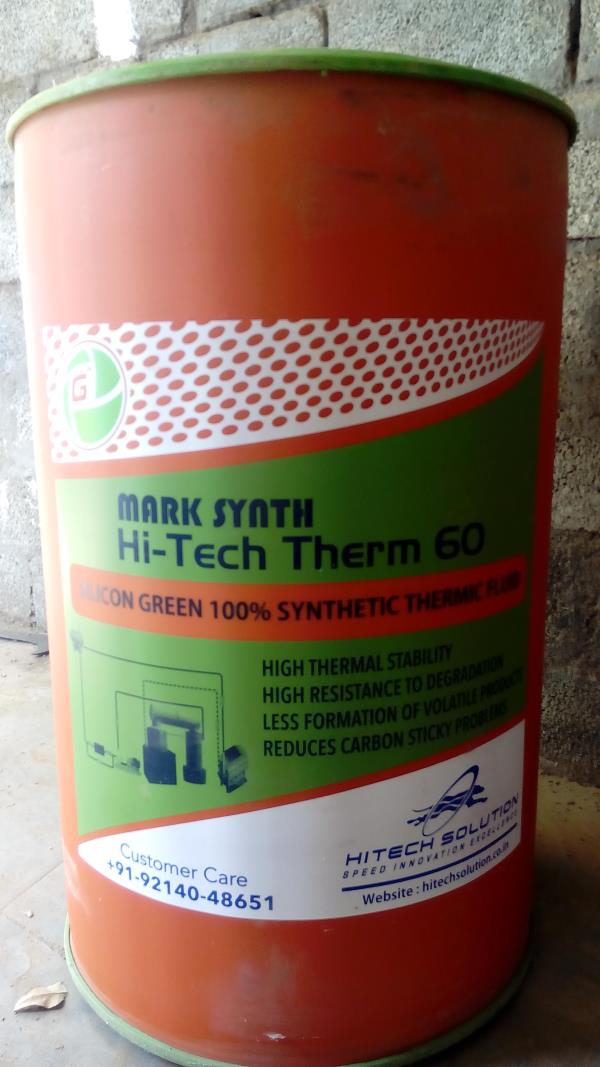 G
MARK SYNTH
Hi-Tech Therm 60
SILICON GREEN 100% SYNTHETIC THERMIC FLUID
HIGH THERMAL STABILITY
HIGH RESISTANCE TO DEGRADATION
LESS FORMATION OF VOLATILE PRODUCTS
REDUCES CARBON STICKY PROBLEMS
HITECH SOLUTION
SPEED INNOVATION EXCELLENCE
Website : hitechsolution.co.in
Customer Care
+91-92140-48651